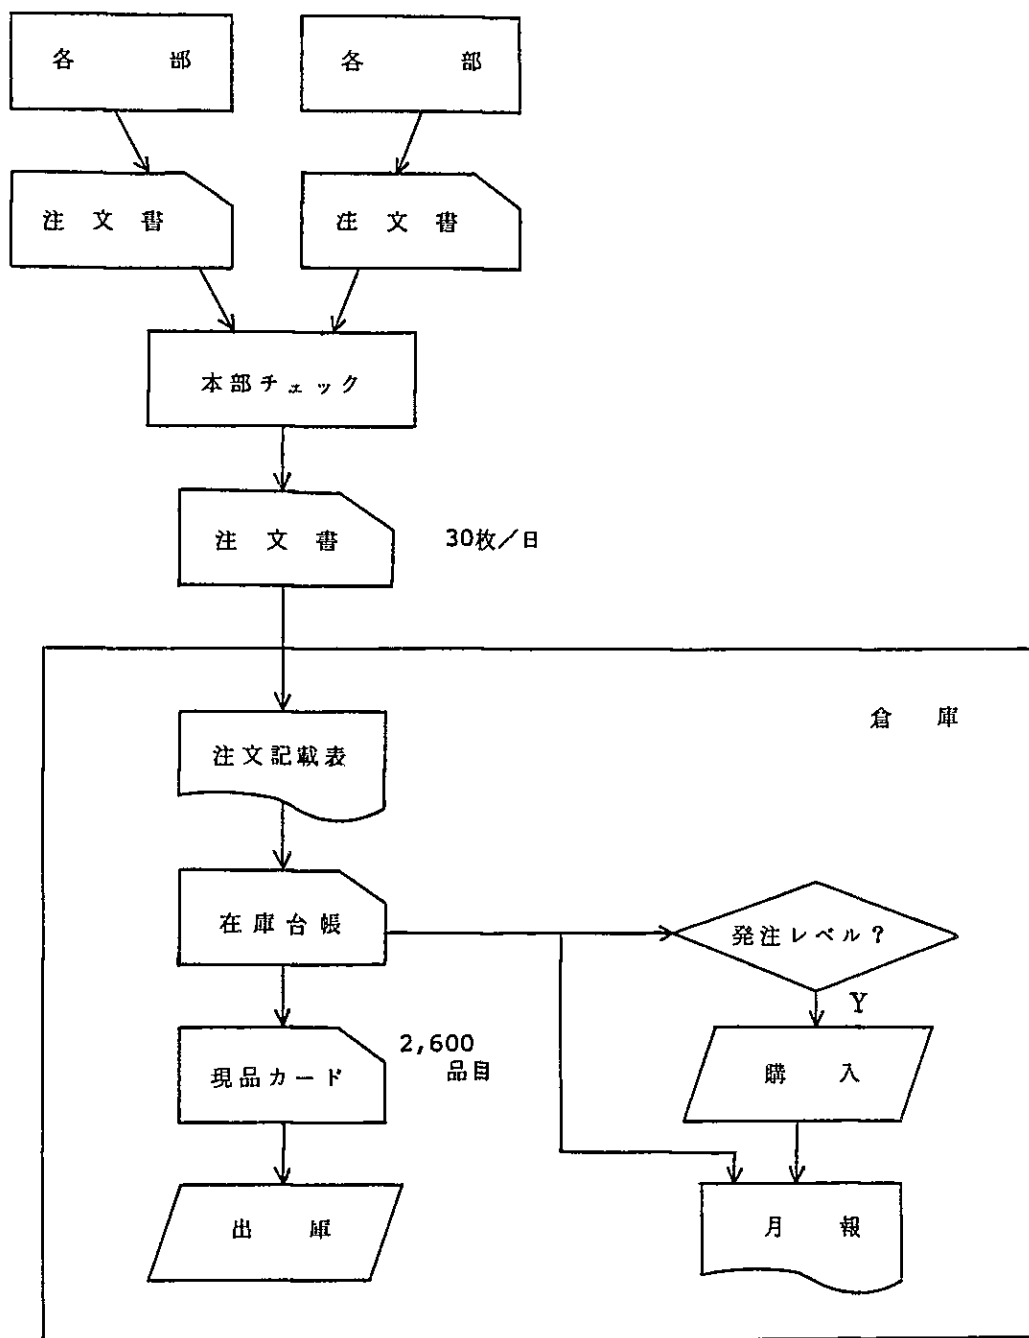 各部
各部
注文書
注文書
本部チェック
注文書
30枚／日
倉庫
注文記載表
在庫台帳
発注レベル？
Y
現品カード
2,600
品目
購入
出庫
月報